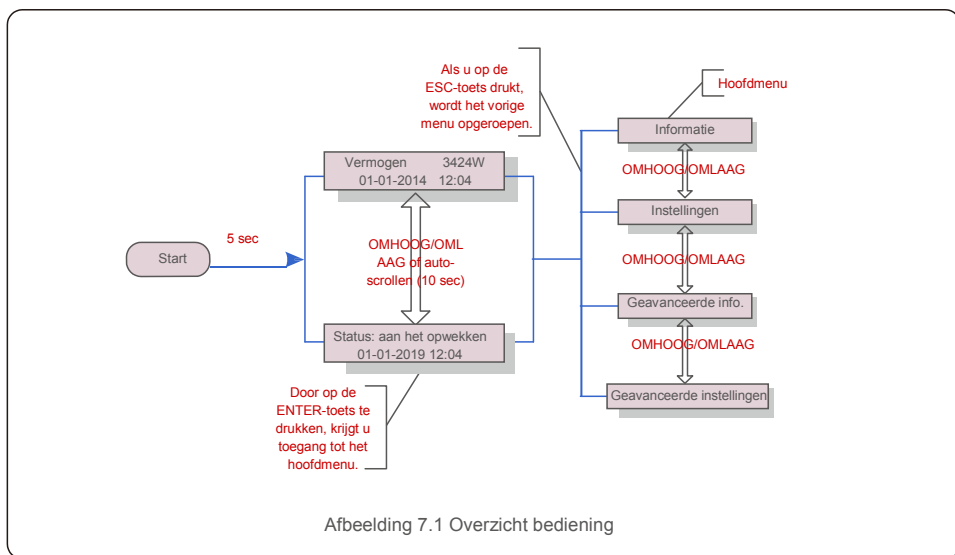 Als u op de
ESC-toets drukt,
wordt het vorige
menu opgeroepen.
Hoofdmenu
Informatie
OMHOOG/OMLAAG
Instellingen
OMHOOG/OMLAAG
Geavanceerde info.
OMHOOG/OMLAAG
Geavanceerde instellingen
Vermogen 3424W
01-01-2014 12:04
5 sec
Start
OMHOOG/OML
AAG of auto-
scrollen (10 sec)
Status: aan het opwekken
01-01-2019 12:04
Door op de
ENTER-toets te
drukken, krijgt u
toegang tot het
hoofdmenu.
Afbeelding 7.1 Overzicht bediening